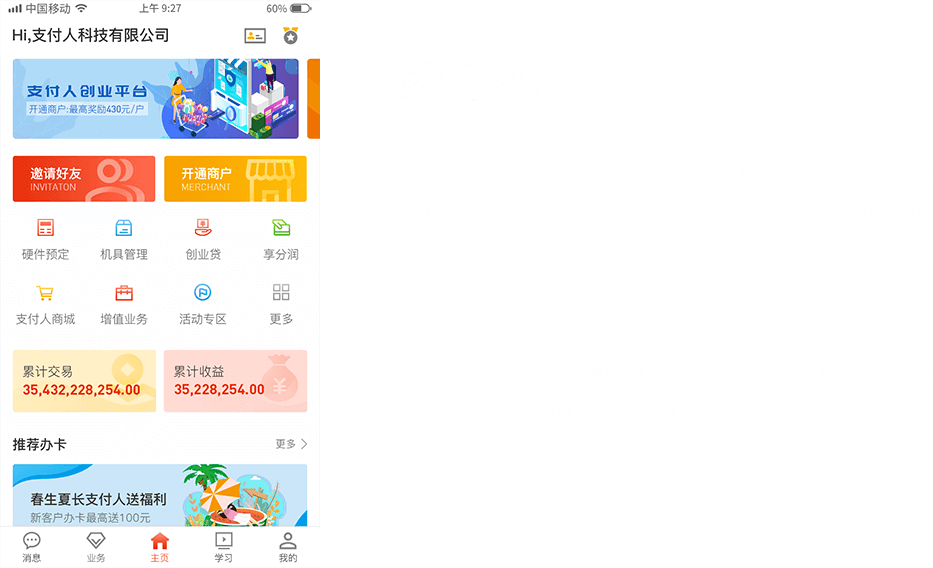 中国移动 上午 9:27 60%
Hi,支付人科技有限公司
支付人创业平台
开通商户:最高奖励430元/户
邀请好友 开通商户
INVITATON MERCHANT
硬件预定 机具管理 创业贷 享分润
支付人商城 增值业务 活动专区 更多
累计交易 累计收益
35,432,228,254.00 35,228,254.00
推荐办卡 更多
春生夏长支付人送福利
新客户办卡最高送100元
消息 业务 主页 学习 我的